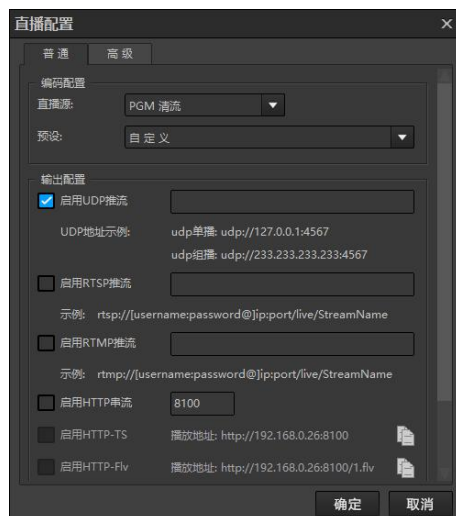 直播配置
普通 高级
编码配置
直播源: PGM 清流
预设: 自定义
输出配置
启用UDP推流
UDP地址示例: udp单播: udp://127.0.0.1:4567
udp组播: udp://233.233.233.233:4567
启用RTSP推流
示例: rtsp://[username:password@]ip:port/live/StreamName
启用RTMP推流
示例: rtmp://[username:password@]ip:port/live/StreamName
启用HTTP串流 8100
启用HTTP-TS 播放地址: http://192.168.0.26:8100
启用HTTP-Flv 播放地址: http://192.168.0.26:8100/1.flv
确定 取消